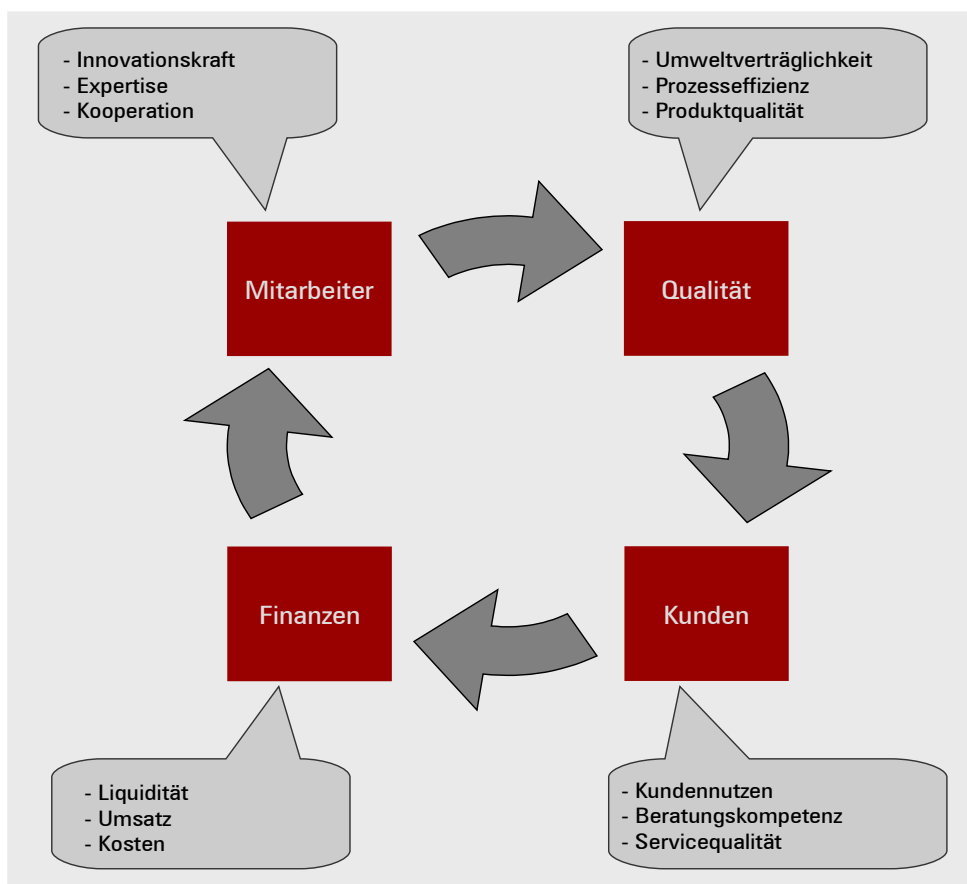 - Innovationskraft
- Expertise
- Kooperation
- Umweltverträglichkeit
- Prozesseffizienz
- Produktqualität
Mitarbeiter
Qualität
Finanzen
Kunden
- Liquidität
- Umsatz
- Kosten
- Kundennutzen
- Beratungskompetenz
- Servicequalität